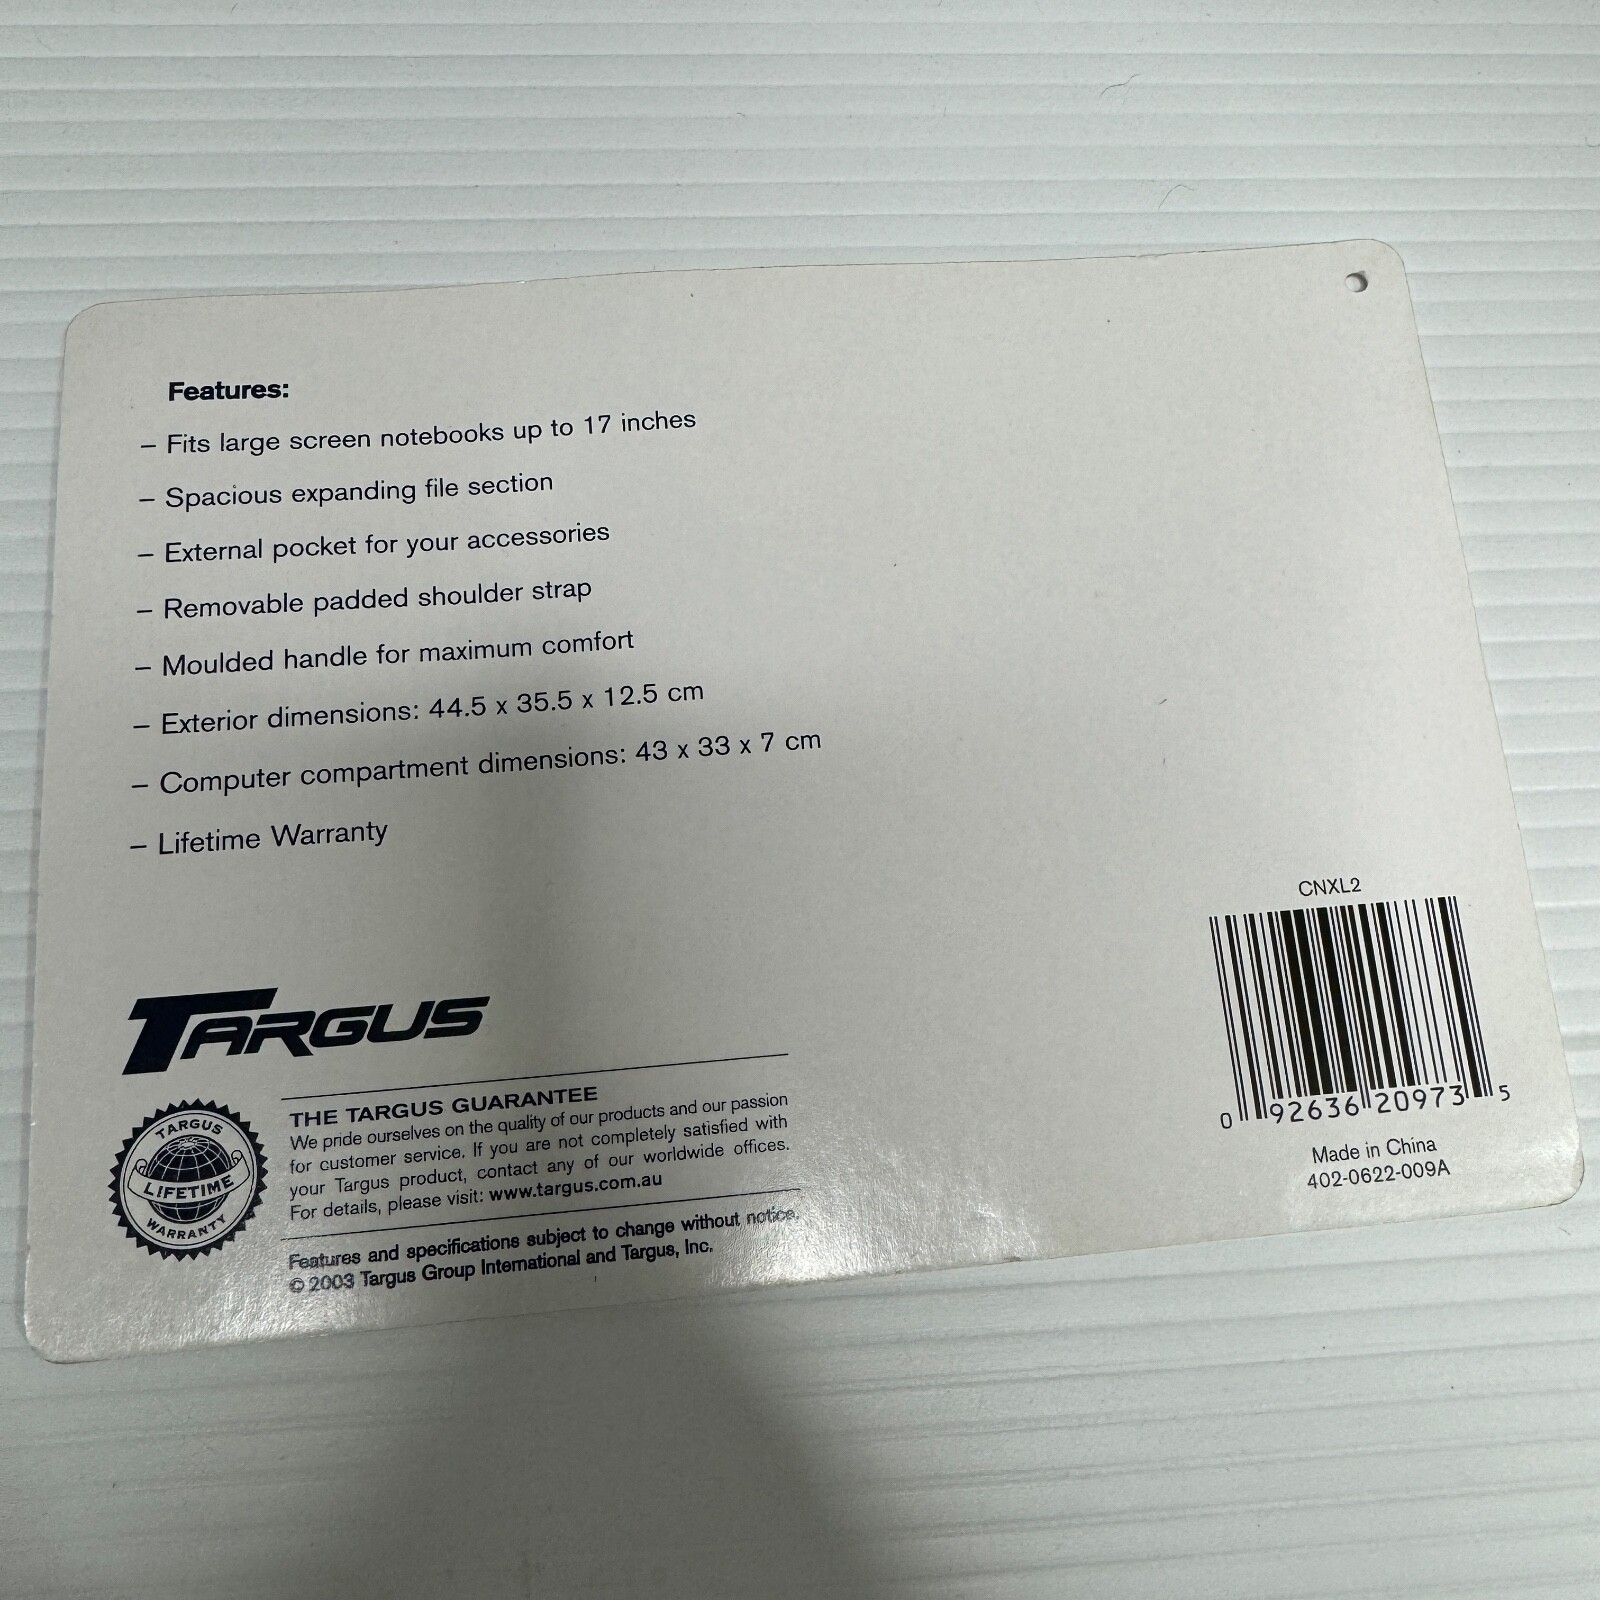 Features:
– Fits large screen notebooks up to 17 inches
– Spacious expanding file section
– External pocket for your accessories
– Removable padded shoulder strap
– Moulded handle for maximum comfort
– Exterior dimensions: 44.5 x 35.5 x 12.5 cm
– Computer compartment dimensions: 43 x 33 x 7 cm
– Lifetime Warranty
TARGUS
TARGUS
LIFETIME
WARRANTY
THE TARGUS GUARANTEE
We pride ourselves on the quality of our products and our passion
for customer service. If you are not completely satisfied with
your Targus product, contact any of our worldwide offices.
For details, please visit: www.targus.com.au
Features and specifications subject to change without notice.
© 2003 Targus Group International and Targus, Inc.
CNXL2
0 92636 20973 5
Made in China
402-0622-009A